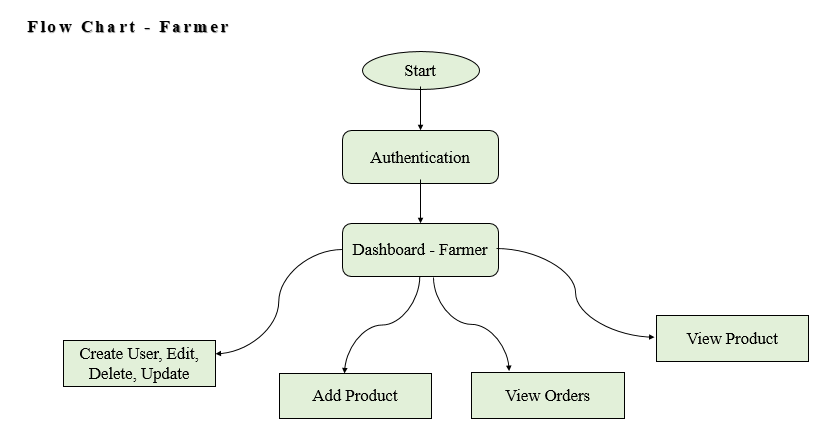 Flow Chart - Farmer
Start
Authentication
Dashboard - Farmer
Create User, Edit,
Delete, Update
Add Product
View Orders
View Product